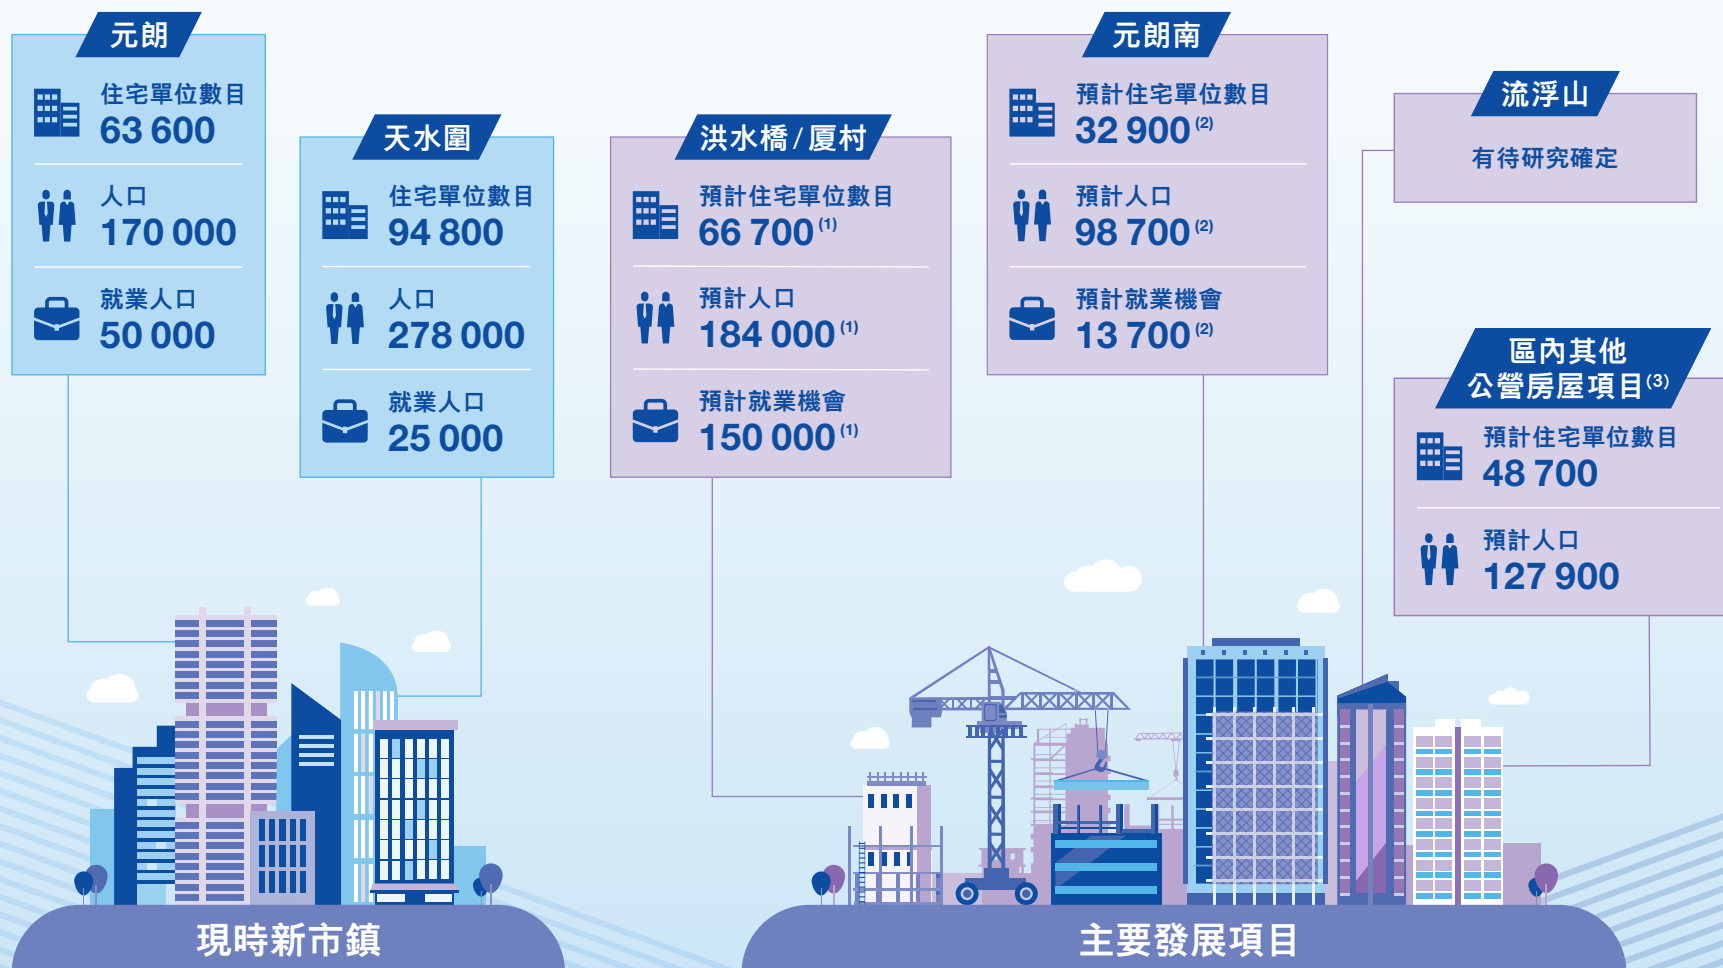 元朗
住宅單位數目
63 600
人口
170 000
就業人口
50 000
天水圍
住宅單位數目
94 800
人口
278 000
就業人口
25 000
洪水橋/厦村
預計住宅單位數目
66 700 (1)
預計人口
184 000 (1)
預計就業機會
150 000 (1)
元朗南
預計住宅單位數目
32 900 (2)
預計人口
98 700 (2)
預計就業機會
13 700 (2)
流浮山
有待研究確定
區內其他
公營房屋項目(3)
預計住宅單位數目
48 700
預計人口
127 900
現時新市鎮
主要發展項目